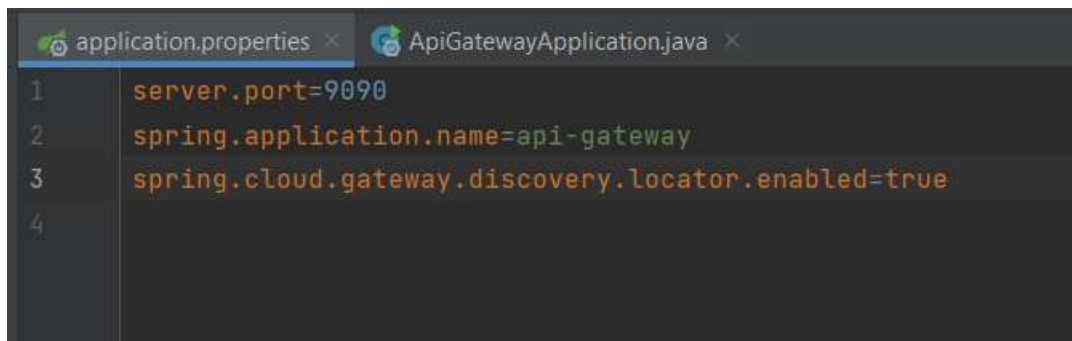 application.properties ApiGatewayApplication.java
1 server.port=9090
2 spring.application.name=api-gateway
3 spring.cloud.gateway.discovery.locator.enabled=true
4